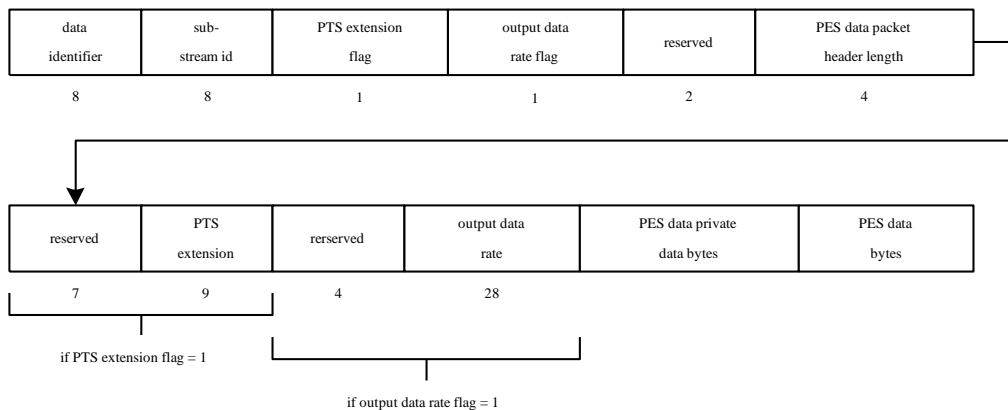 data
identifier
sub-
stream id
PTS extension
flag
output data
rate flag
reserved
PES data packet
header length
8
8
1
1
2
4
reserved
PTS
extension
rerserved
output data
rate
PES data private
data bytes
PES data
bytes
7
9
4
28
if PTS extension flag = 1
if output data rate flag = 1